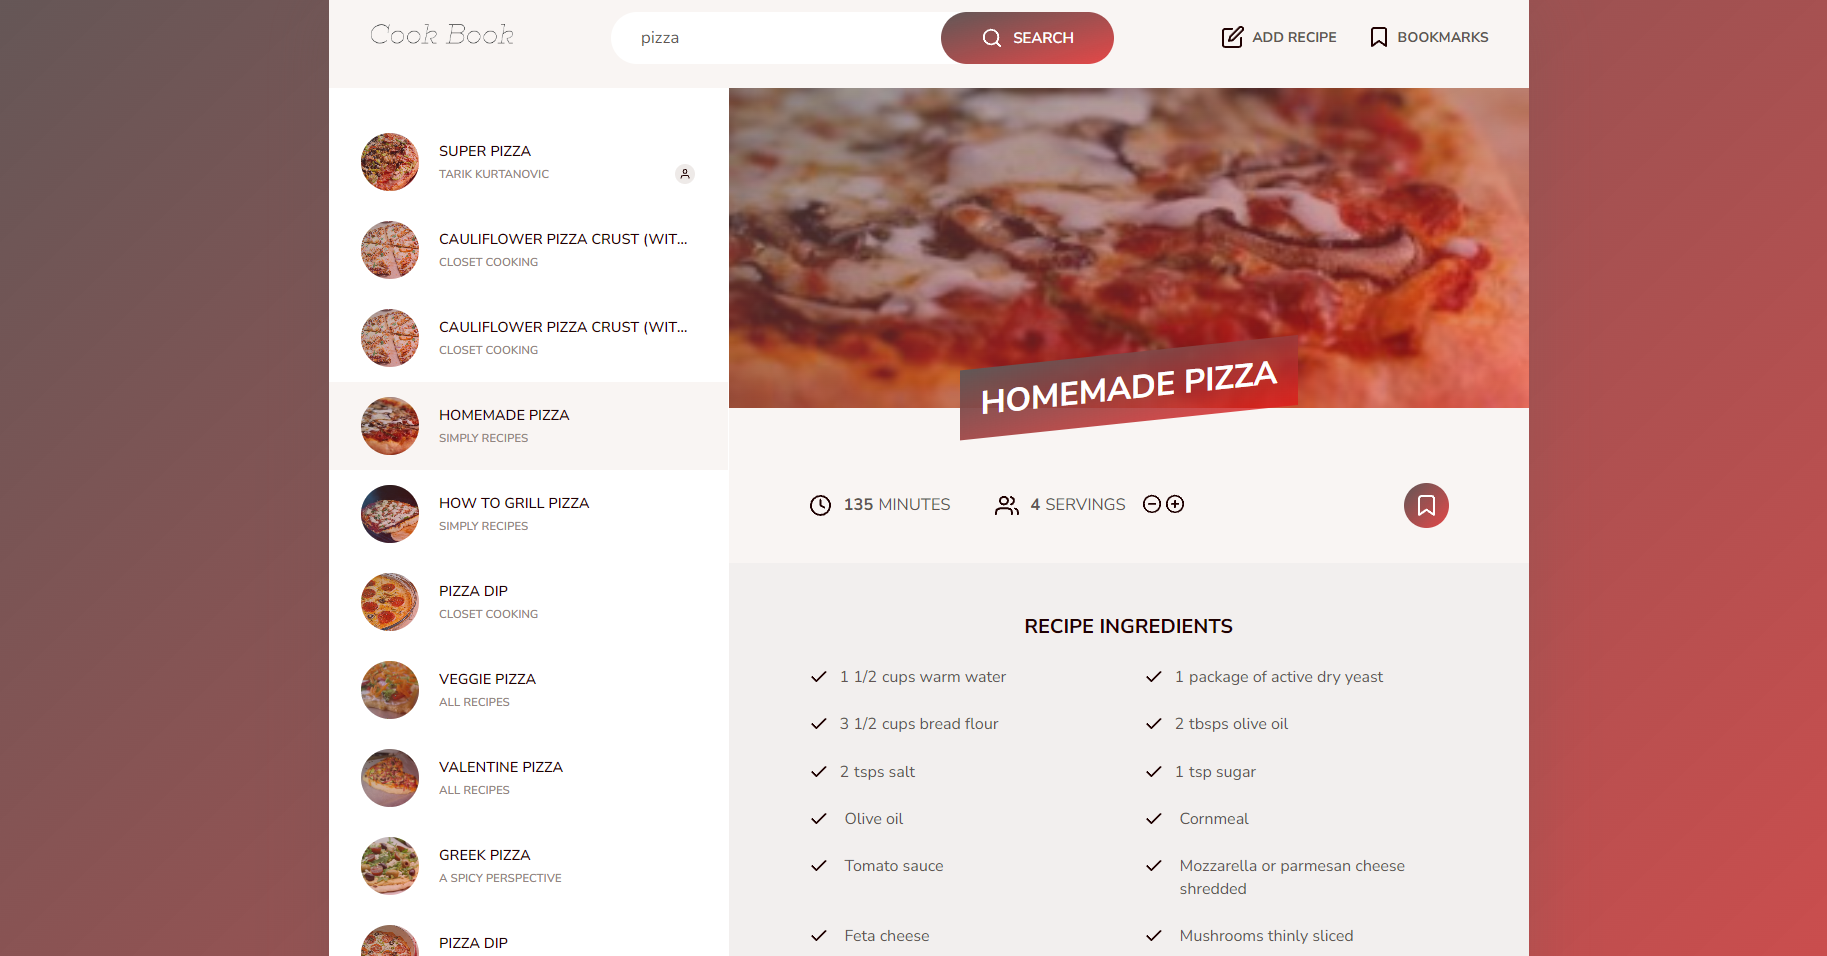 Cook Book
pizza
SEARCH
ADD RECIPE
BOOKMARKS
SUPER PIZZA
TARIK KURTANOVIC
CAULIFLOWER PIZZA CRUST (WIT...
CLOSET COOKING
CAULIFLOWER PIZZA CRUST (WIT...
CLOSET COOKING
HOMEMADE PIZZA
SIMPLY RECIPES
HOW TO GRILL PIZZA
SIMPLY RECIPES
PIZZA DIP
CLOSET COOKING
VEGGIE PIZZA
ALL RECIPES
VALENTINE PIZZA
ALL RECIPES
GREEK PIZZA
A SPICY PERSPECTIVE
PIZZA DIP
HOMEMADE PIZZA
135 MINUTES
4 SERVINGS
RECIPE INGREDIENTS
1 1/2 cups warm water
1 package of active dry yeast
3 1/2 cups bread flour
2 tbsps olive oil
2 tsps salt
1 tsp sugar
Olive oil
Cornmeal
Tomato sauce
Mozzarella or parmesan cheese
shredded
Feta cheese
Mushrooms thinly sliced